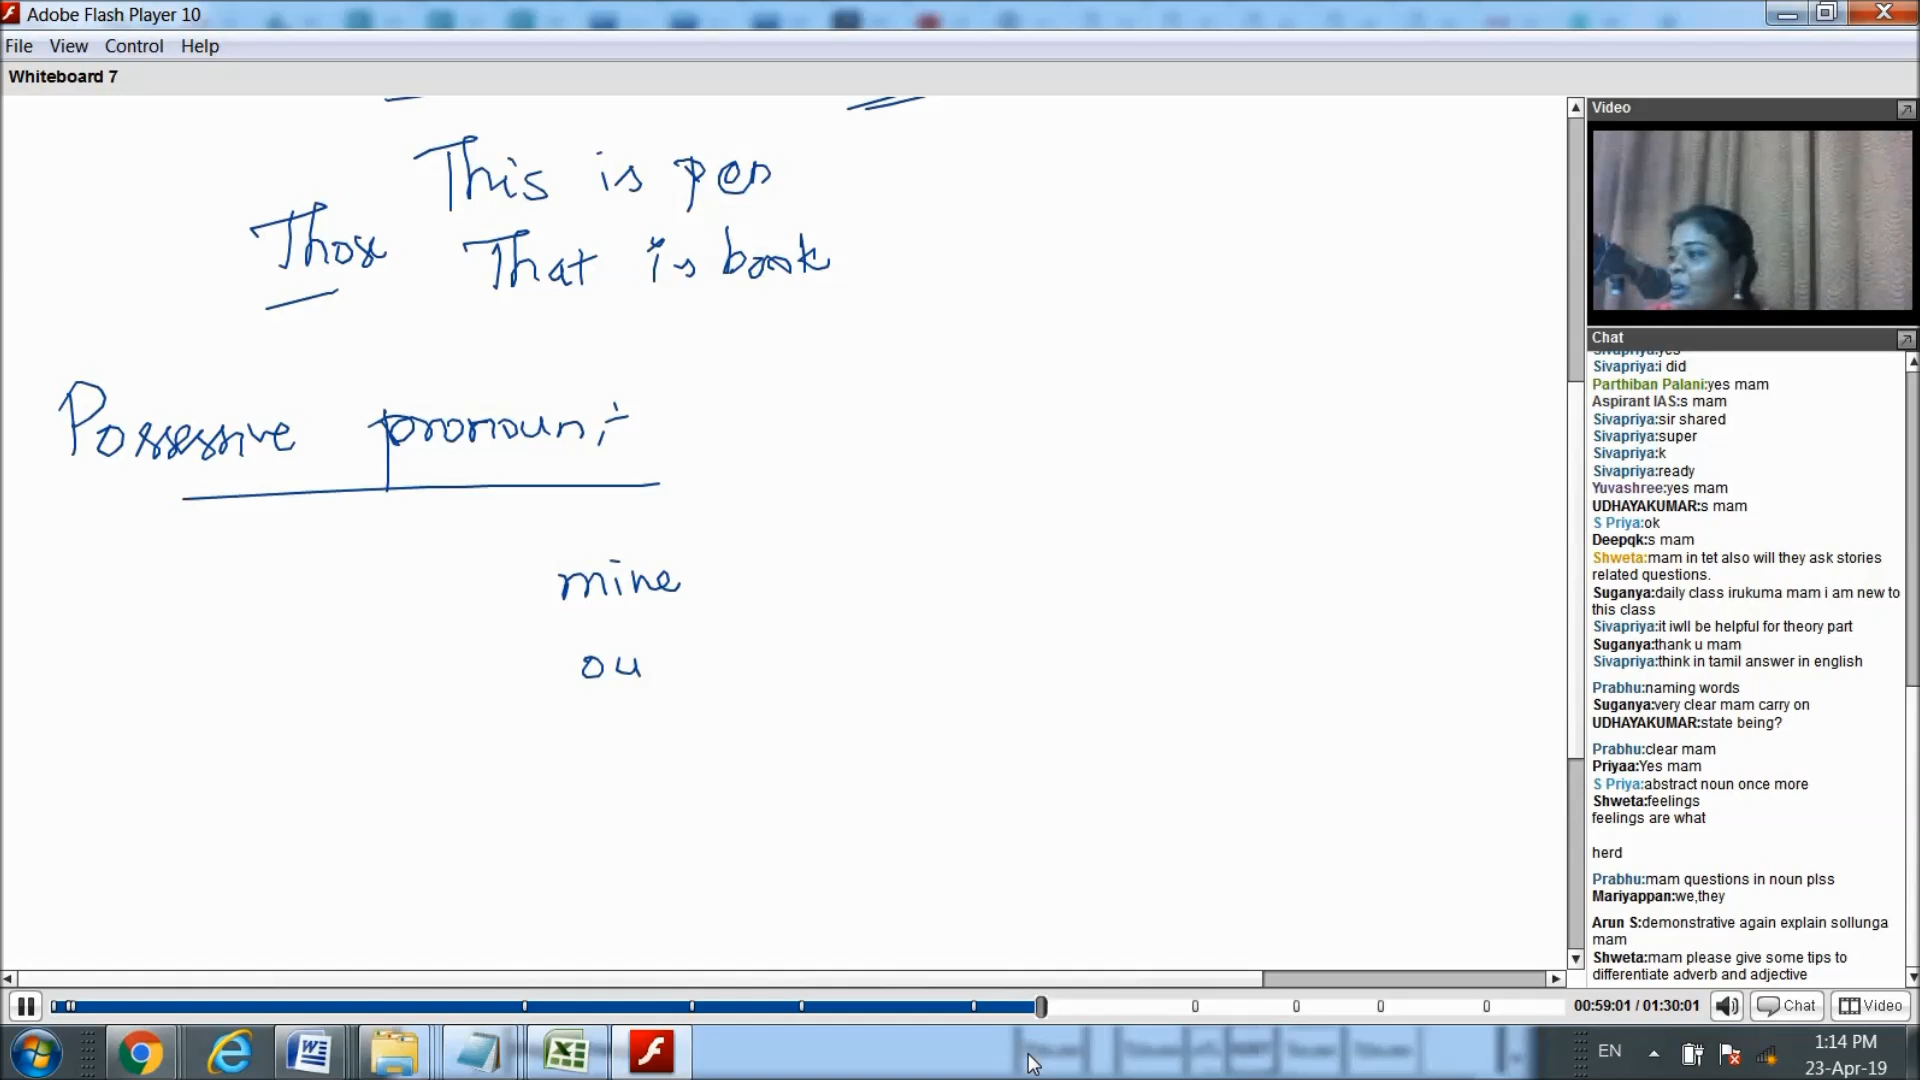 Adobe Flash Player 10
File View Control Help
Whiteboard 7
This is pen
Those That is book
Possessive pronoun :-
mine
ou
Video
Chat
Sivapriya:yes
Sivapriya:i did
Parthiban Palani:yes mam
Aspirant IAS:s mam
Sivapriya:sir shared
Sivapriya:super
Sivapriya:k
Sivapriya:ready
Yuvashree:yes mam
UDHAYAKUMAR:s mam
S Priya:ok
Deepqk:s mam
Shweta:mam in tet also will they ask stories
related questions.
Suganya:daily class irukuma mam i am new to
this class
Sivapriya:it iwll be helpful for theory part
Suganya:thank u mam
Sivapriya:think in tamil answer in english
Prabhu:naming words
Suganya:very clear mam carry on
UDHAYAKUMAR:state being?
Prabhu:clear mam
Priyaa:Yes mam
S Priya:abstract noun once more
Shweta:feelings
feelings are what
herd
Prabhu:mam questions in noun plss
Mariyappan:we,they
Arun S:demonstrative again explain sollunga
mam
Shweta:mam please give some tips to
differentiate adverb and adjective
00:59:01 / 01:30:01 Chat Video
EN 1:14 PM
23-Apr-19